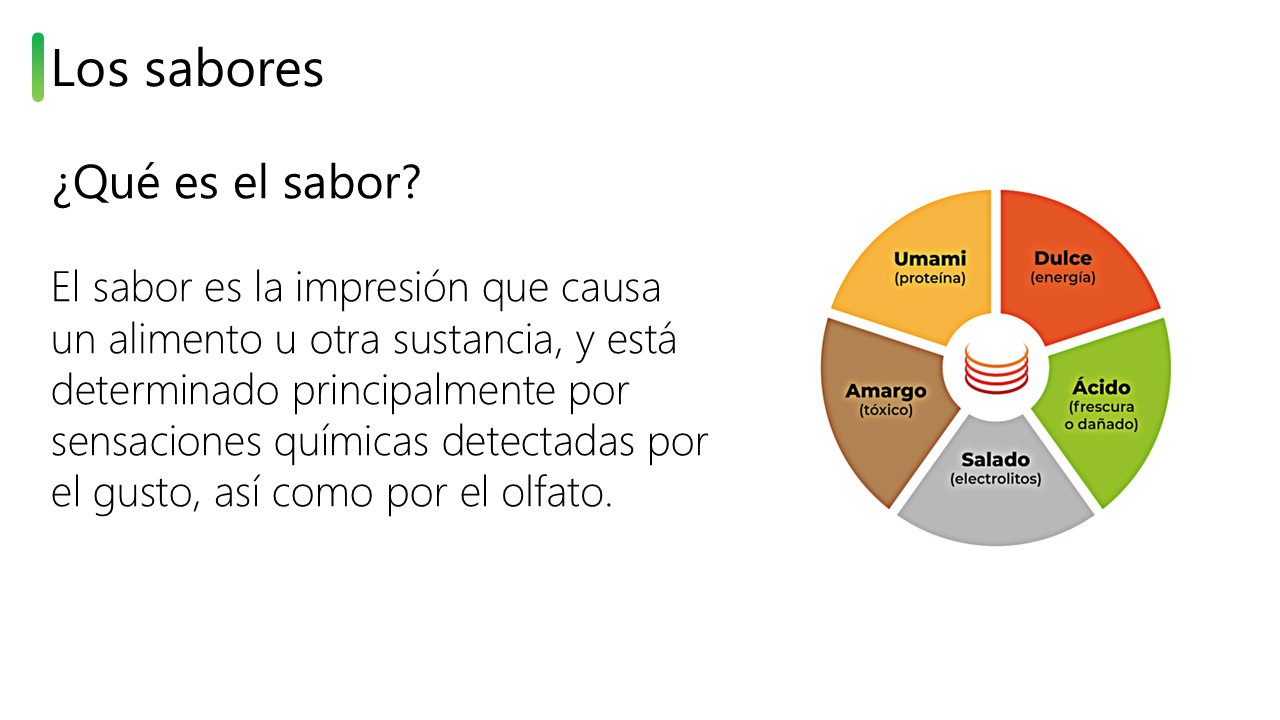 Los sabores
¿Qué es el sabor?
El sabor es la impresión que causa
un alimento u otra sustancia, y está
determinado principalmente por
sensaciones químicas detectadas por
el gusto, así como por el olfato.
Umami
(proteína)
Dulce
(energía)
Amargo
(tóxico)
Ácido
(frescura
o dañado)
Salado
(electrolitos)